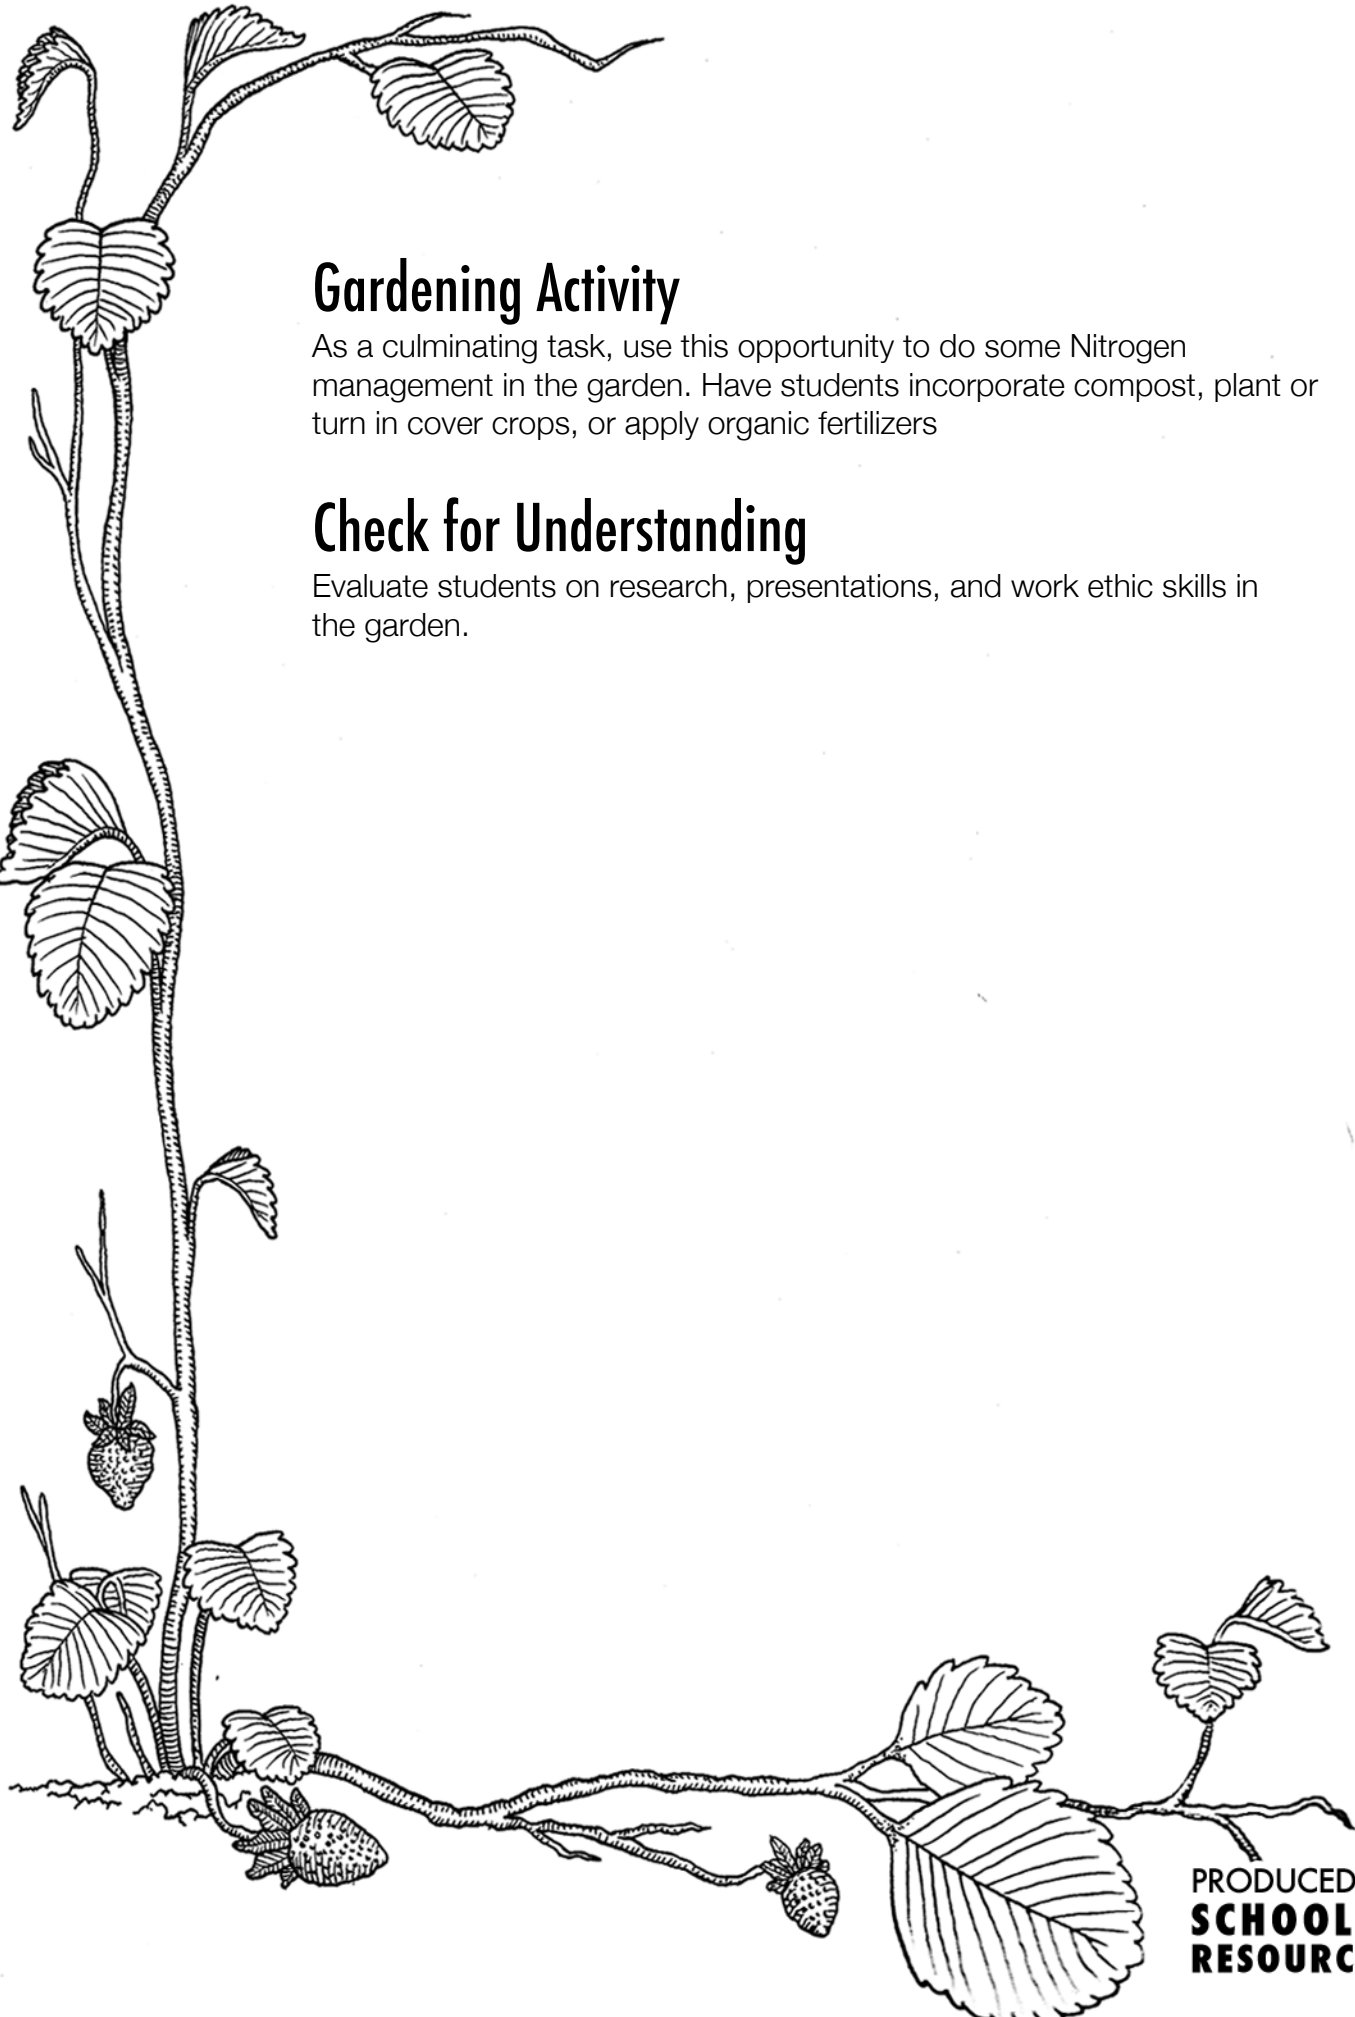 Gardening Activity
As a culminating task, use this opportunity to do some Nitrogen
management in the garden. Have students incorporate compost, plant or
turn in cover crops, or apply organic fertilizers
Check for Understanding
Evaluate students on research, presentations, and work ethic skills in
the garden.
PRODUCED
SCHOOL
RESOURC